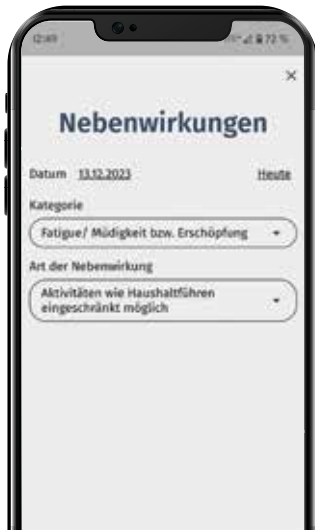 12:49 72 %
×
Nebenwirkungen
Datum 13.12.2023 Heute
Kategorie
Fatigue/ Müdigkeit bzw. Erschöpfung
Art der Nebenwirkung
Aktivitäten wie Haushaltführen
eingeschränkt möglich